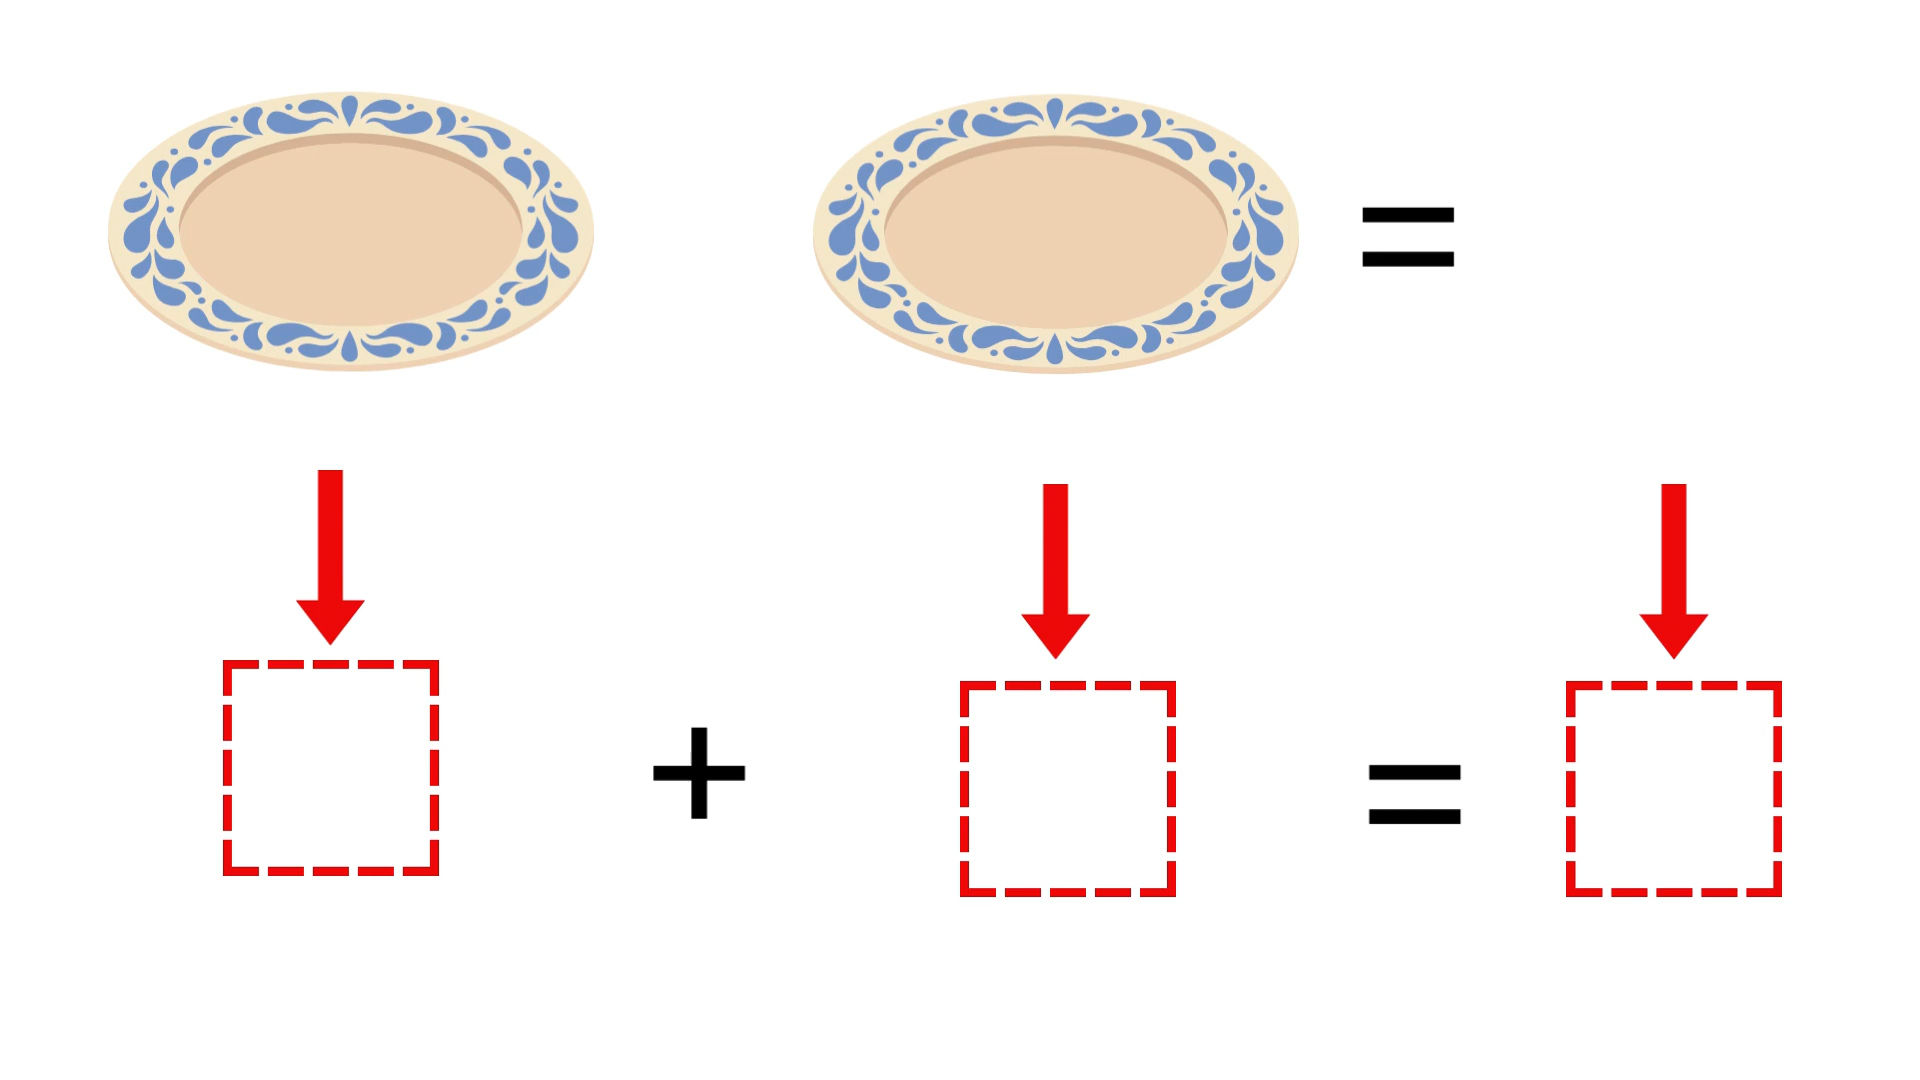 =
+ =